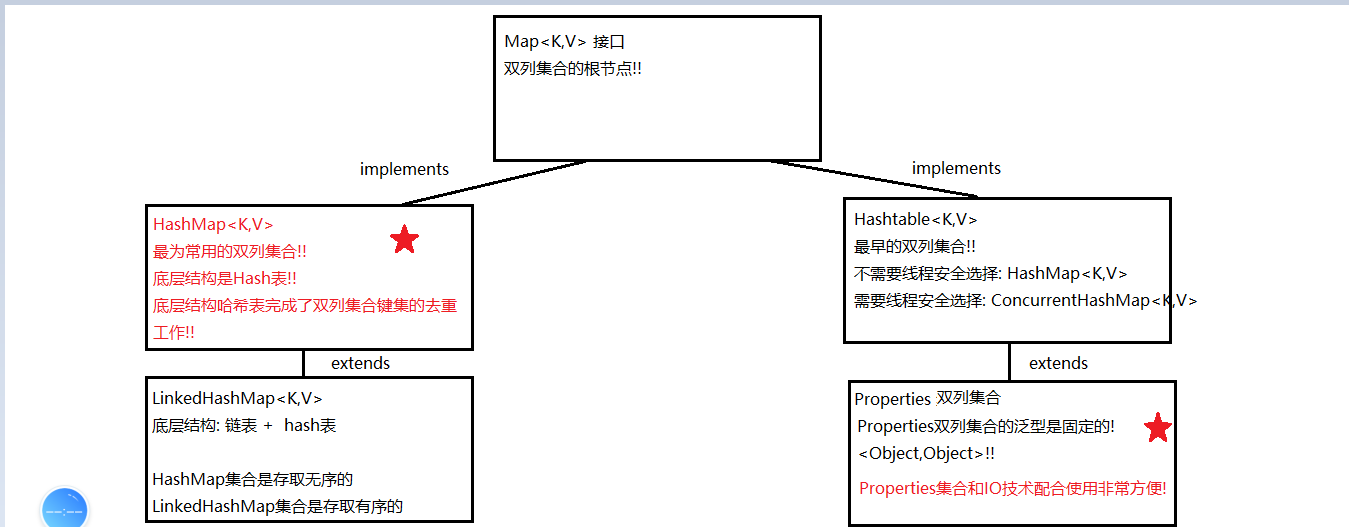 Map<K,V> 接口
双列集合的根节点!!
implements
implements
HashMap<K,V>
最为常用的双列集合!!
底层结构是Hash表!!
底层结构哈希表完成了双列集合键集的去重
工作!!
Hashtable<K,V>
最早的双列集合!!
不需要线程安全选择: HashMap<K,V>
需要线程安全选择: ConcurrentHashMap<K,V>
extends
extends
LinkedHashMap<K,V>
底层结构: 链表 + hash表
HashMap集合是存取无序的
LinkedHashMap集合是存取有序的
Properties 双列集合
Properties双列集合的泛型是固定的!
<Object,Object>!!
Properties集合和IO技术配合使用非常方便!
--:--